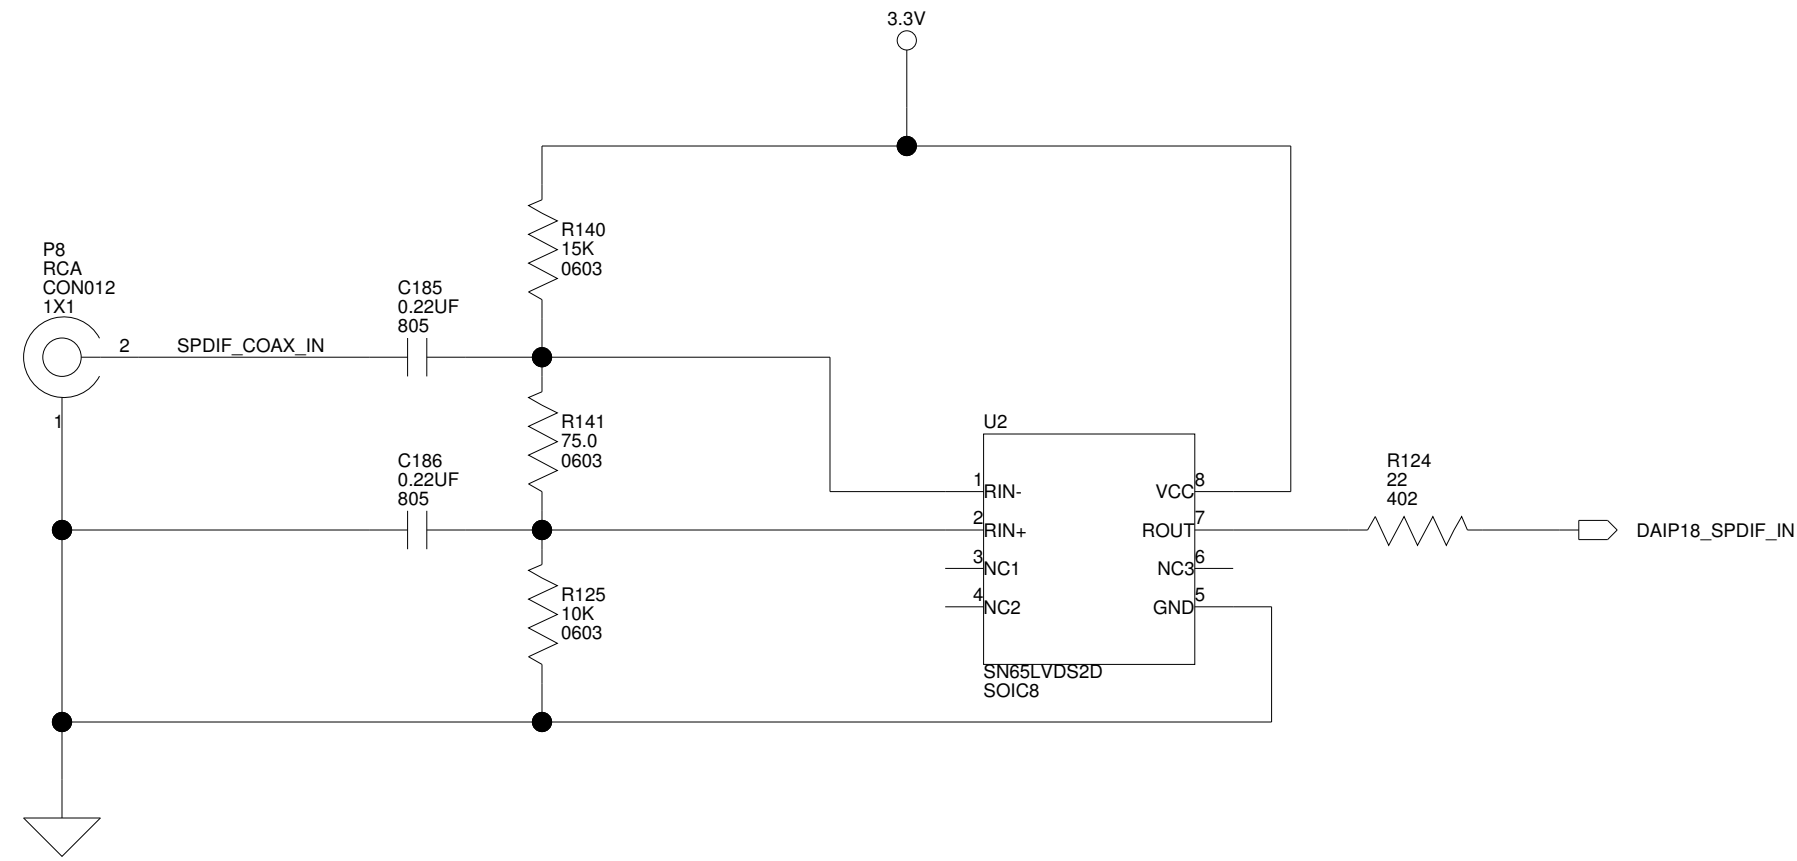 3.3V
P8
RCA
CON012
1X1
2
SPDIF_COAX_IN
1
C185
0.22UF
805
R140
15K
0603
C186
0.22UF
805
R141
75.0
0603
R125
10K
0603
U2
1 RIN-
2 RIN+
3 NC1
4 NC2
VCC 8
ROUT 7
NC3 6
GND 5
SN65LVDS2D
SOIC8
R124
22
402
DAIP18_SPDIF_IN